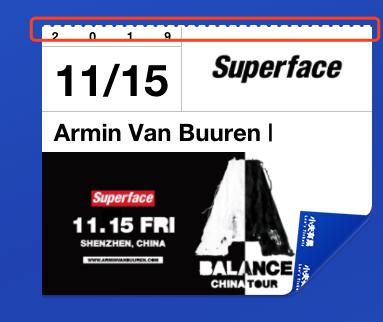 2 0 1 9
11/15
Superface
Armin Van Buuren |
Superface
11.15 FRI
SHENZHEN, CHINA
WWW.ARMINVANBUUREN.COM
BALANCE
CHINA TOUR